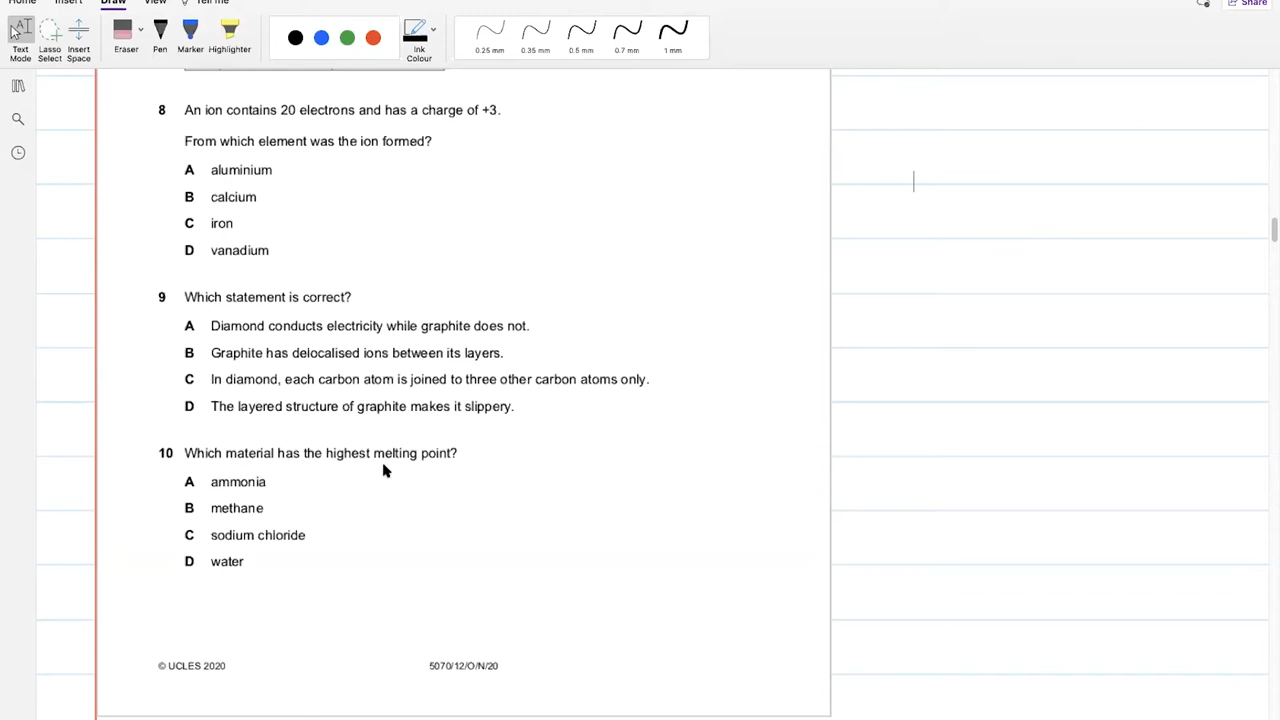 Home Insert Draw View Tell me
Share
Text Mode
Lasso Select
Insert Space
Eraser
Pen
Marker
Highlighter
Ink Colour
0.25 mm
0.35 mm
0.5 mm
0.7 mm
1 mm
8 An ion contains 20 electrons and has a charge of +3.
From which element was the ion formed?
A aluminium
B calcium
C iron
D vanadium
9 Which statement is correct?
A Diamond conducts electricity while graphite does not.
B Graphite has delocalised ions between its layers.
C In diamond, each carbon atom is joined to three other carbon atoms only.
D The layered structure of graphite makes it slippery.
10 Which material has the highest melting point?
A ammonia
B methane
C sodium chloride
D water
© UCLES 2020
5070/12/O/N/20